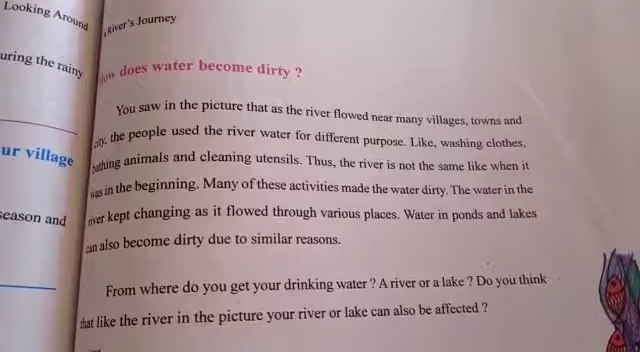 Looking Around
uring the rainy
ur village
season and
A River's Journey
How does water become dirty ?
You saw in the picture that as the river flowed near many villages, towns and
city, the people used the river water for different purpose. Like, washing clothes,
bathing animals and cleaning utensils. Thus, the river is not the same like when it
was in the beginning. Many of these activities made the water dirty. The water in the
river kept changing as it flowed through various places. Water in ponds and lakes
can also become dirty due to similar reasons.
From where do you get your drinking water ? A river or a lake ? Do you think
that like the river in the picture your river or lake can also be affected ?